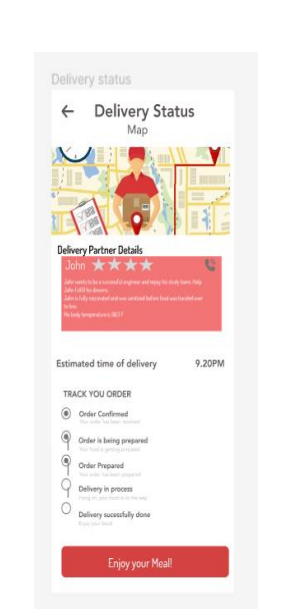 Delivery status
Delivery Status
Map
Delivery Partner Details
John
John wants to be a successful engineer and repay his study loans. Help
John fulfill his dreams.
John is fully vaccinated and was sanitized before food was handed over
to him.
His body temperature is 98.1 F
Estimated time of delivery 9.20PM
TRACK YOU ORDER
Order Confirmed
Your order has been received
Order is being prepared
Your food is getting prepared
Order Prepared
Your order has been prepared
Delivery in process
Hang on, your meal is on the way
Delivery sucessfully done
Enjoy your Meal!
Enjoy your Meal!